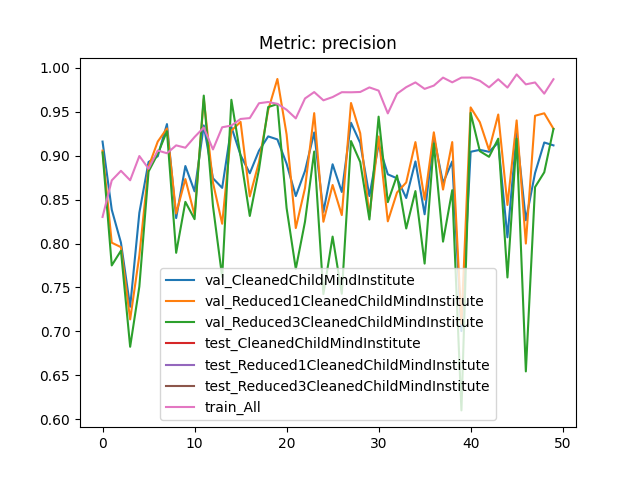 Metric: precision
1.00
0.95
0.90
0.85
0.80
0.75
0.70
0.65
0.60
val_CleanedChildMindInstitute
val_Reduced1CleanedChildMindInstitute
val_Reduced3CleanedChildMindInstitute
test_CleanedChildMindInstitute
test_Reduced1CleanedChildMindInstitute
test_Reduced3CleanedChildMindInstitute
train_All
0 10 20 30 40 50